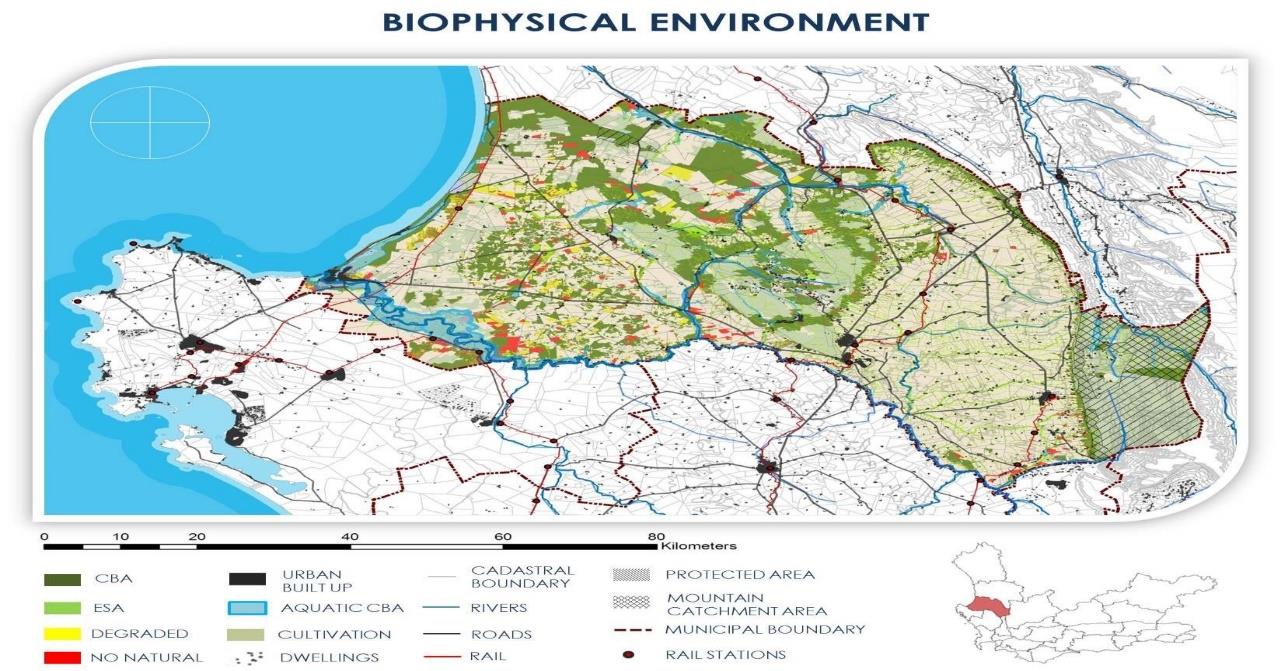 BIOPHYSICAL ENVIRONMENT
0 10 20 40 60 80 Kilometers
CBA
ESA
DEGRADED
NO NATURAL
URBAN
BUILT UP
AQUATIC CBA
CULTIVATION
DWELLINGS
CADASTRAL
BOUNDARY
RIVERS
ROADS
RAIL
PROTECTED AREA
MOUNTAIN
CATCHMENT AREA
MUNICIPAL BOUNDARY
RAIL STATIONS